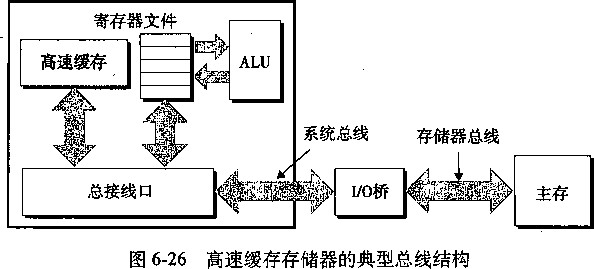 寄存器文件
高速缓存
ALU
系统总线
存储器总线
总接线口
I/O桥
主存
图 6-26 高速缓存存储器的典型总线结构